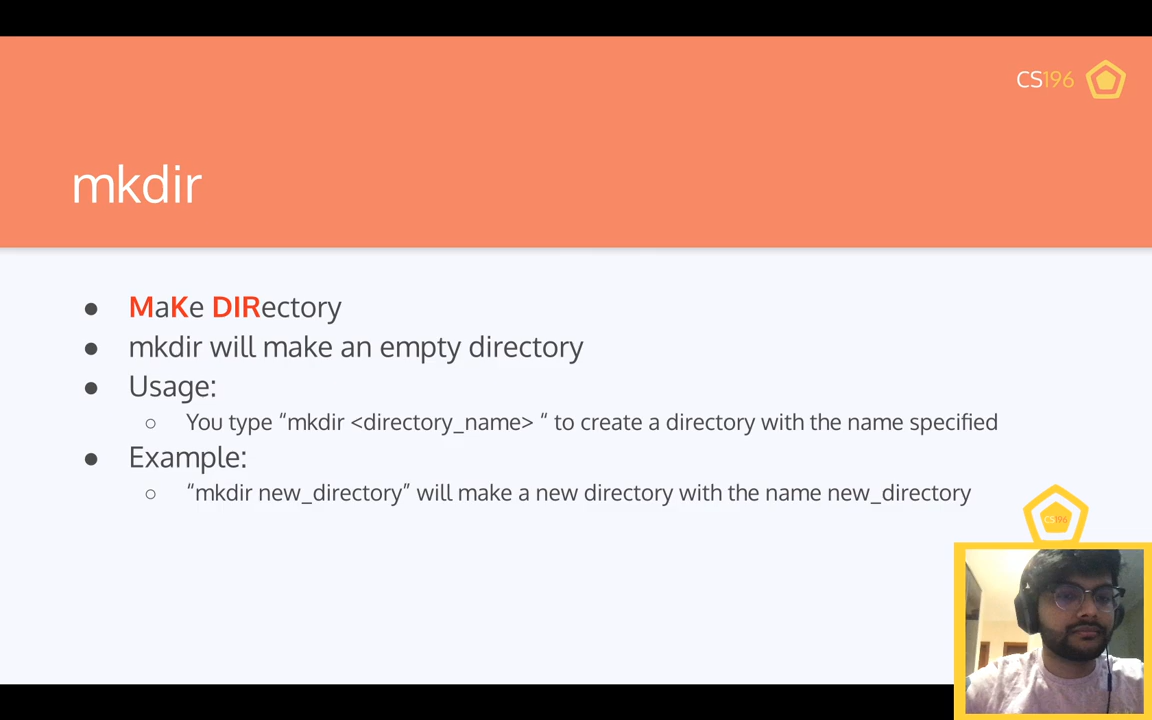 CS196
mkdir
● MaKe DIRectory
● mkdir will make an empty directory
● Usage:
○ You type “mkdir <directory_name> “ to create a directory with the name specified
● Example:
○ “mkdir new_directory” will make a new directory with the name new_directory
CS196